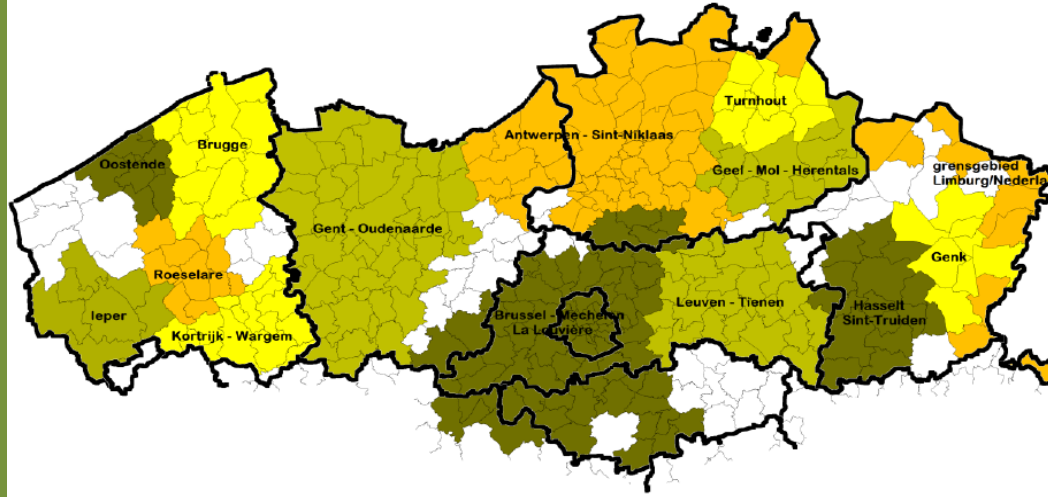 Turnhout
Antwerpen - Sint-Niklaas
Brugge
Oostende
Geel - Mol - Herentals
grensgebied
Limburg/Nederla
Gent - Oudenaarde
Genk
Roeselare
Ieper
Leuven - Tienen
Hasselt
Sint-Truiden
Brussel - Mechelen
La Louvière
Kortrijk - Wargem